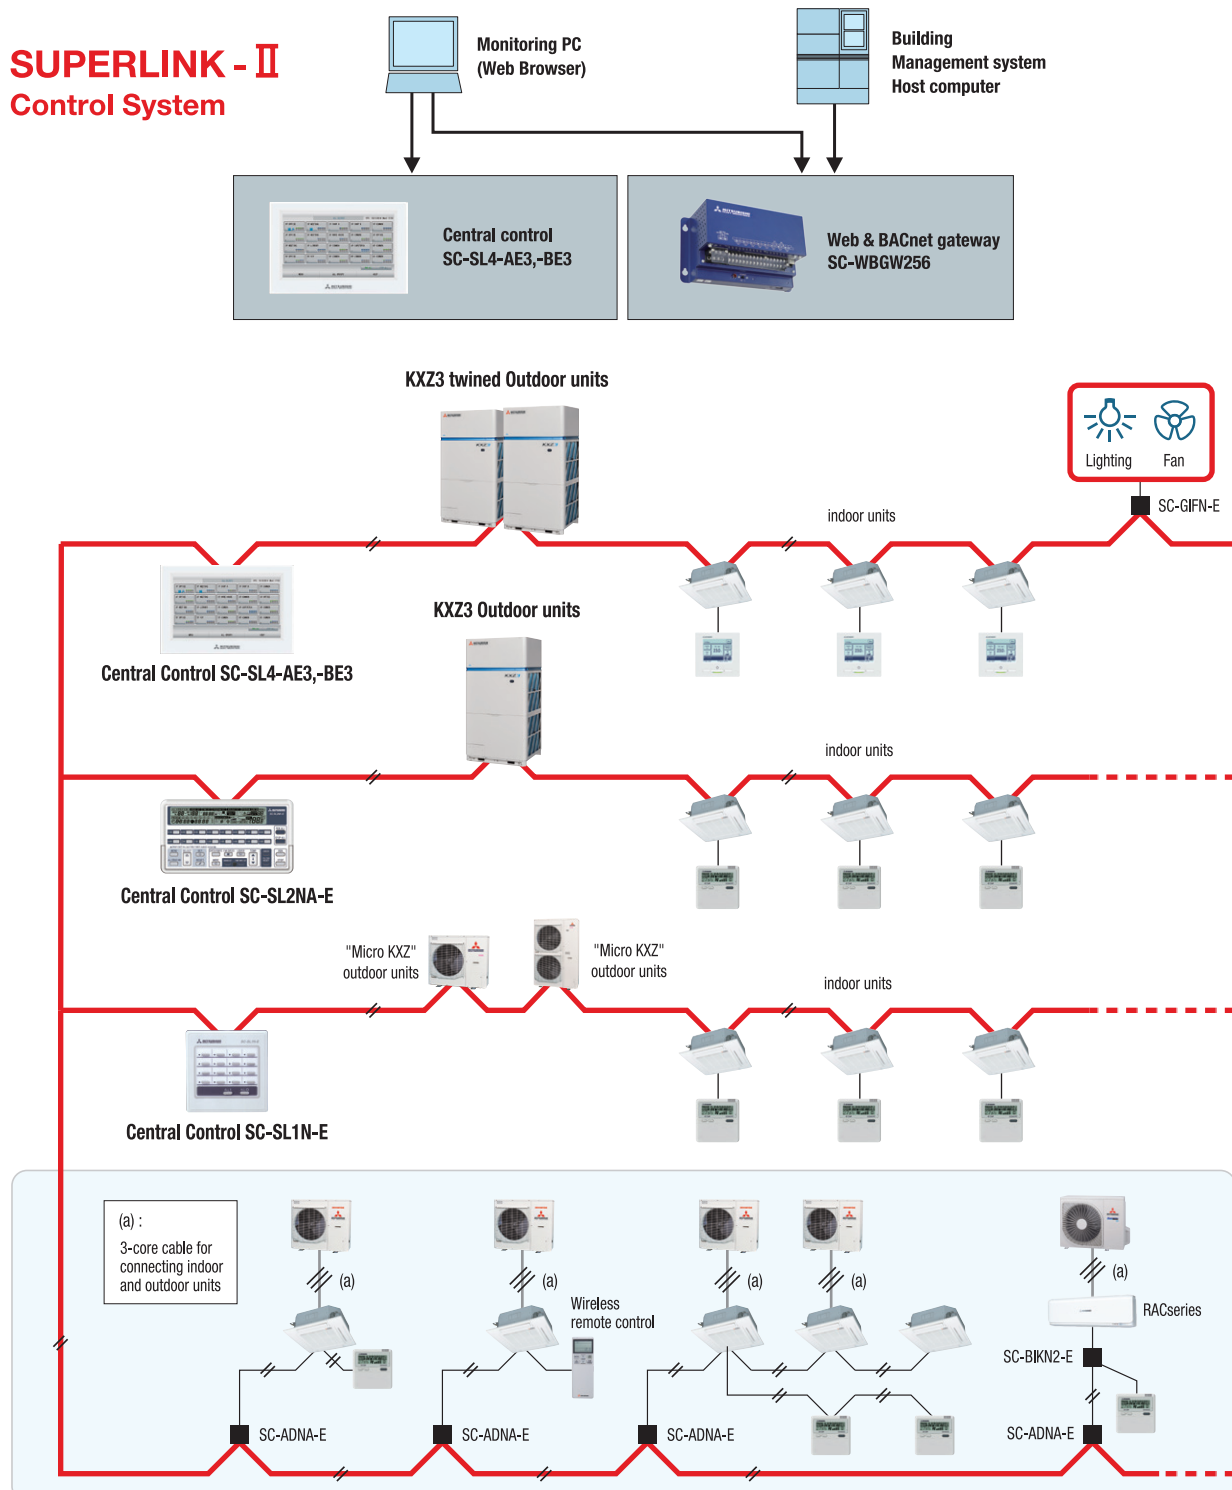 SUPERLINK - II
Control System
Monitoring PC
(Web Browser)
Building
Management system
Host computer
Central control
SC-SL4-AE3,-BE3
Web & BACnet gateway
SC-WBGW256
KXZ3 twined Outdoor units
Lighting
Fan
SC-GIFN-E
indoor units
Central Control SC-SL4-AE3,-BE3
KXZ3 Outdoor units
indoor units
Central Control SC-SL2NA-E
"Micro KXZ"
outdoor units
"Micro KXZ"
outdoor units
indoor units
Central Control SC-SL1N-E
(a) :
3-core cable for
connecting indoor
and outdoor units
(a)
(a)
(a)
(a)
(a)
Wireless
remote control
RACseries
SC-BIKN2-E
SC-ADNA-E
SC-ADNA-E
SC-ADNA-E
SC-ADNA-E